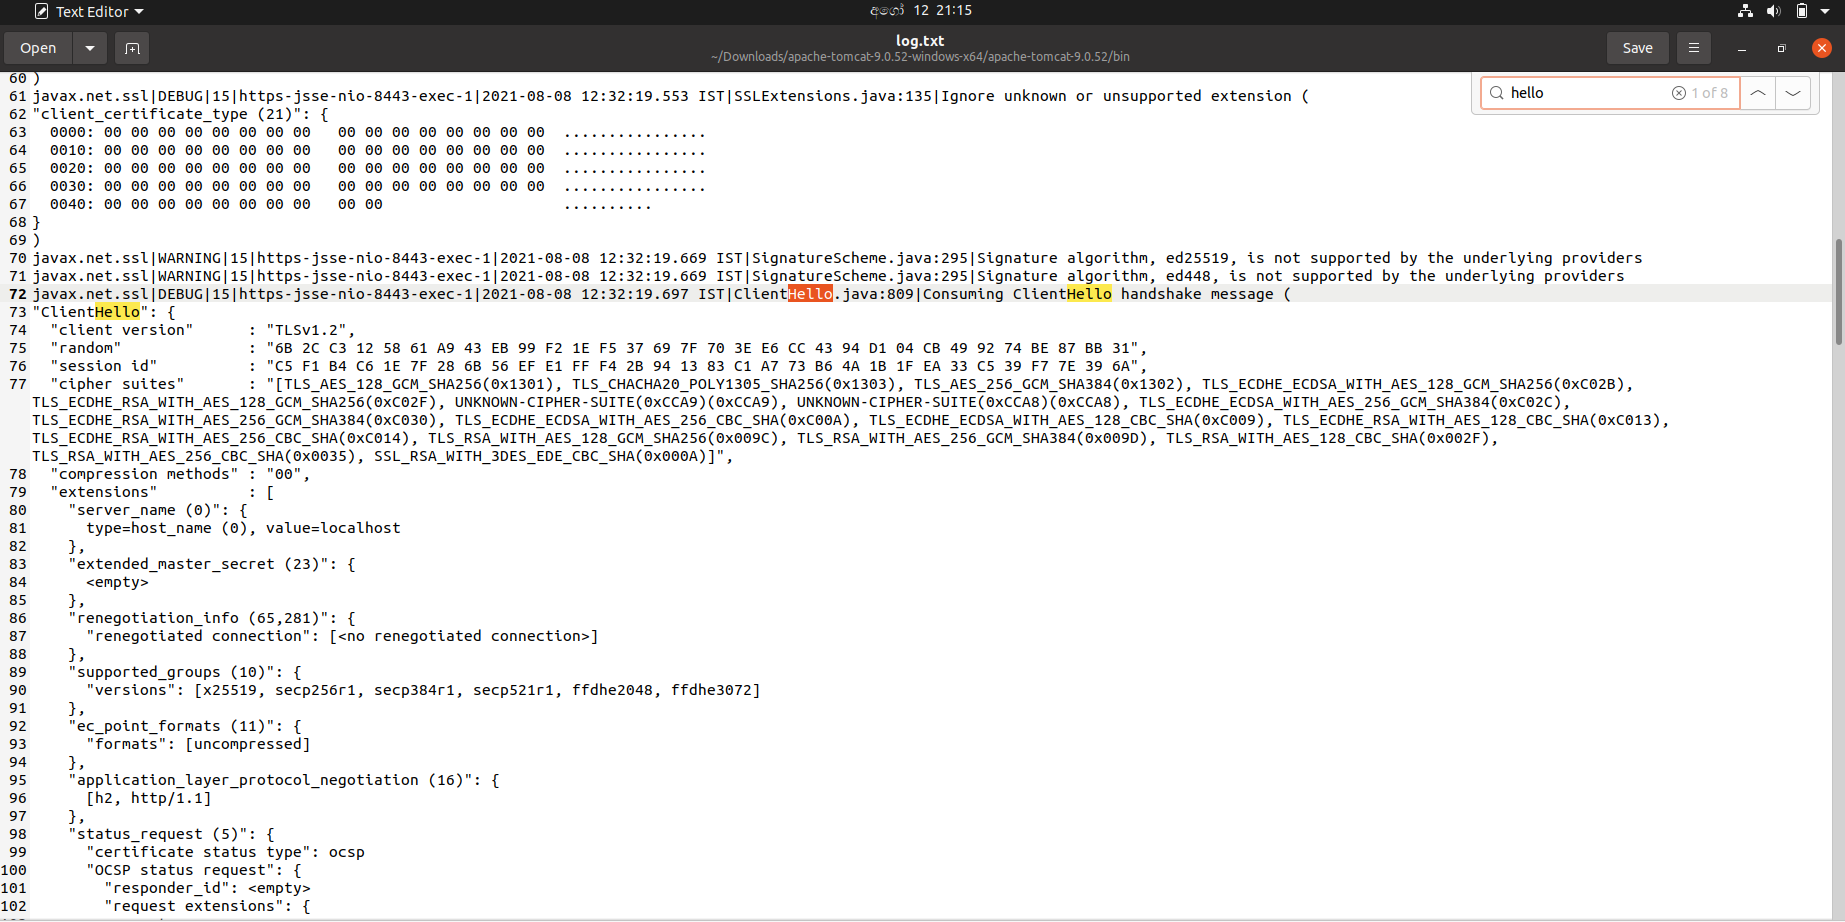 Text Editor
අගෝ 12 21:15
Open
log.txt
~/Downloads/apache-tomcat-9.0.52-windows-x64/apache-tomcat-9.0.52/bin
Save
hello 1 of 8
60 )
61 javax.net.ssl|DEBUG|15|https-jsse-nio-8443-exec-1|2021-08-08 12:32:19.553 IST|SSLExtensions.java:135|Ignore unknown or unsupported extension (
62 "client_certificate_type (21)": {
63   0000: 00 00 00 00 00 00 00 00   00 00 00 00 00 00 00 00  ................
64   0010: 00 00 00 00 00 00 00 00   00 00 00 00 00 00 00 00  ................
65   0020: 00 00 00 00 00 00 00 00   00 00 00 00 00 00 00 00  ................
66   0030: 00 00 00 00 00 00 00 00   00 00 00 00 00 00 00 00  ................
67   0040: 00 00 00 00 00 00 00 00   00 00                    ..........
68 }
69 )
70 javax.net.ssl|WARNING|15|https-jsse-nio-8443-exec-1|2021-08-08 12:32:19.669 IST|SignatureScheme.java:295|Signature algorithm, ed25519, is not supported by the underlying providers
71 javax.net.ssl|WARNING|15|https-jsse-nio-8443-exec-1|2021-08-08 12:32:19.669 IST|SignatureScheme.java:295|Signature algorithm, ed448, is not supported by the underlying providers
72 javax.net.ssl|DEBUG|15|https-jsse-nio-8443-exec-1|2021-08-08 12:32:19.697 IST|ClientHello.java:809|Consuming ClientHello handshake message (
73 "ClientHello": {
74   "client version"      : "TLSv1.2",
75   "random"              : "6B 2C C3 12 58 61 A9 43 EB 99 F2 1E F5 37 69 7F 70 3E E6 CC 43 94 D1 04 CB 49 92 74 BE 87 BB 31",
76   "session id"          : "C5 F1 B4 C6 1E 7F 28 6B 56 EF E1 FF F4 2B 94 13 83 C1 A7 73 B6 4A 1B 1F EA 33 C5 39 F7 7E 39 6A",
77   "cipher suites"       : "[TLS_AES_128_GCM_SHA256(0x1301), TLS_CHACHA20_POLY1305_SHA256(0x1303), TLS_AES_256_GCM_SHA384(0x1302), TLS_ECDHE_ECDSA_WITH_AES_128_GCM_SHA256(0xC02B),
TLS_ECDHE_RSA_WITH_AES_128_GCM_SHA256(0xC02F), UNKNOWN-CIPHER-SUITE(0xCCA9)(0xCCA9), UNKNOWN-CIPHER-SUITE(0xCCA8)(0xCCA8), TLS_ECDHE_ECDSA_WITH_AES_256_GCM_SHA384(0xC02C),
TLS_ECDHE_RSA_WITH_AES_256_GCM_SHA384(0xC030), TLS_ECDHE_ECDSA_WITH_AES_256_CBC_SHA(0xC00A), TLS_ECDHE_ECDSA_WITH_AES_128_CBC_SHA(0xC009), TLS_ECDHE_RSA_WITH_AES_128_CBC_SHA(0xC013),
TLS_ECDHE_RSA_WITH_AES_256_CBC_SHA(0xC014), TLS_RSA_WITH_AES_128_GCM_SHA256(0x009C), TLS_RSA_WITH_AES_256_GCM_SHA384(0x009D), TLS_RSA_WITH_AES_128_CBC_SHA(0x002F),
TLS_RSA_WITH_AES_256_CBC_SHA(0x0035), SSL_RSA_WITH_3DES_EDE_CBC_SHA(0x000A)]",
78   "compression methods" : "00",
79   "extensions"          : [
80     "server_name (0)": {
81       type=host_name (0), value=localhost
82     },
83     "extended_master_secret (23)": {
84       <empty>
85     },
86     "renegotiation_info (65,281)": {
87       "renegotiated connection": [<no renegotiated connection>]
88     },
89     "supported_groups (10)": {
90       "versions": [x25519, secp256r1, secp384r1, secp521r1, ffdhe2048, ffdhe3072]
91     },
92     "ec_point_formats (11)": {
93       "formats": [uncompressed]
94     },
95     "application_layer_protocol_negotiation (16)": {
96       [h2, http/1.1]
97     },
98     "status_request (5)": {
99       "certificate status type": ocsp
100       "OCSP status request": {
101         "responder_id": <empty>
102         "request extensions": {